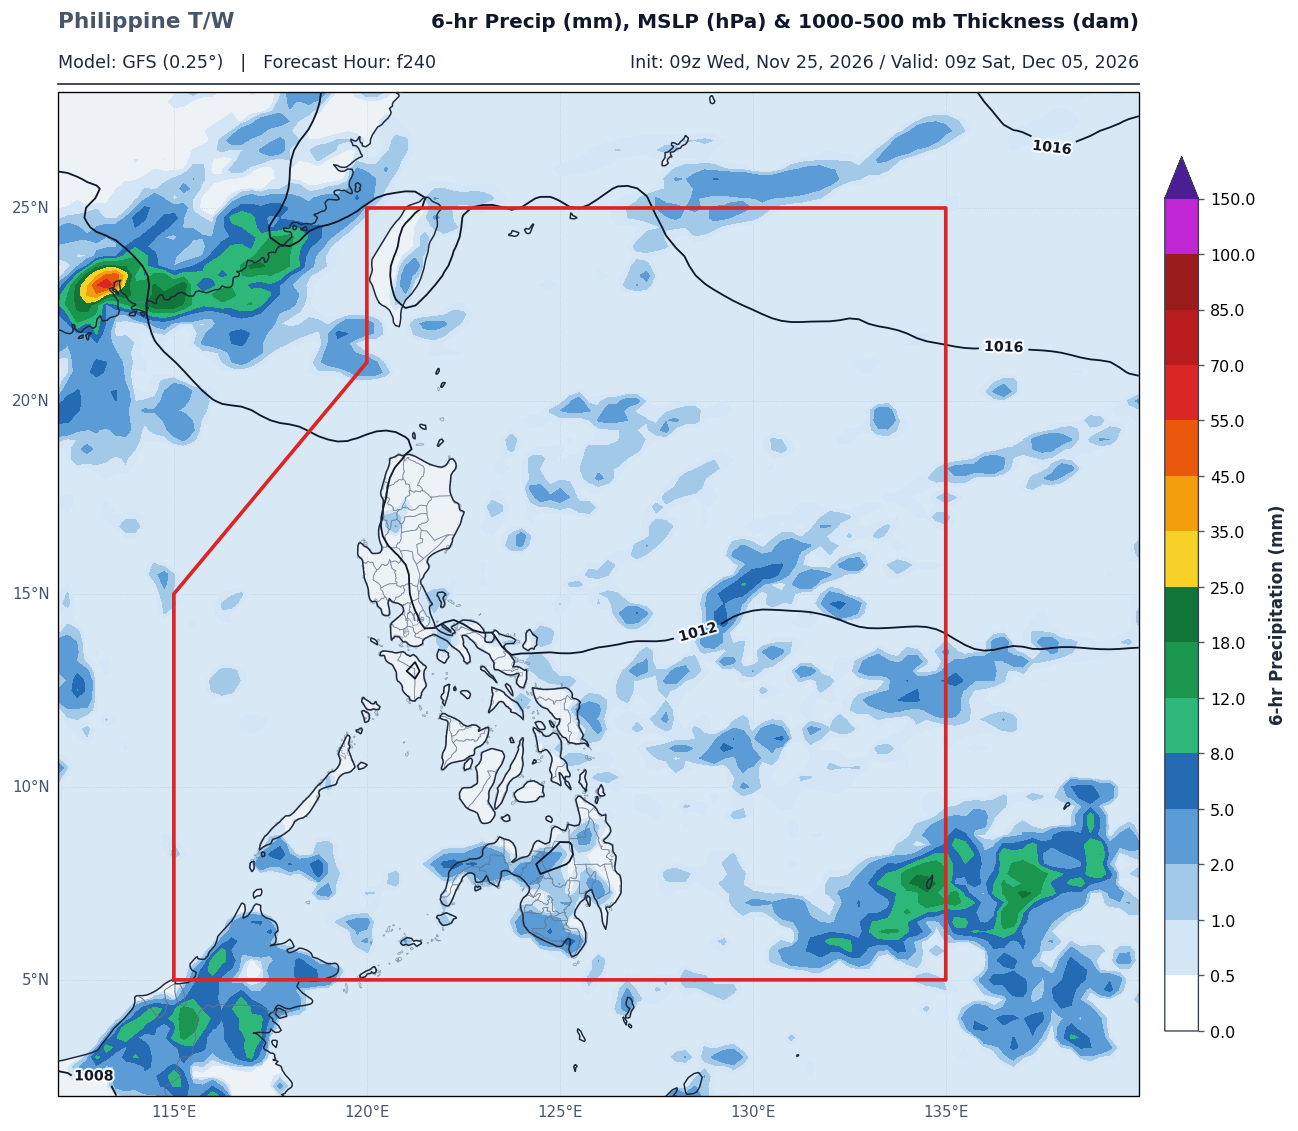 Philippine T/W
6-hr Precip (mm), MSLP (hPa) & 1000-500 mb Thickness (dam)
Model: GFS (0.25°) | Forecast Hour: f240
Init: 09z Wed, Nov 25, 2026 / Valid: 09z Sat, Dec 05, 2026
1016
1016
1012
1008
25°N
20°N
15°N
10°N
5°N
115°E
120°E
125°E
130°E
135°E
150.0
100.0
85.0
70.0
55.0
45.0
35.0
25.0
18.0
12.0
8.0
5.0
2.0
1.0
0.5
0.0
6-hr Precipitation (mm)